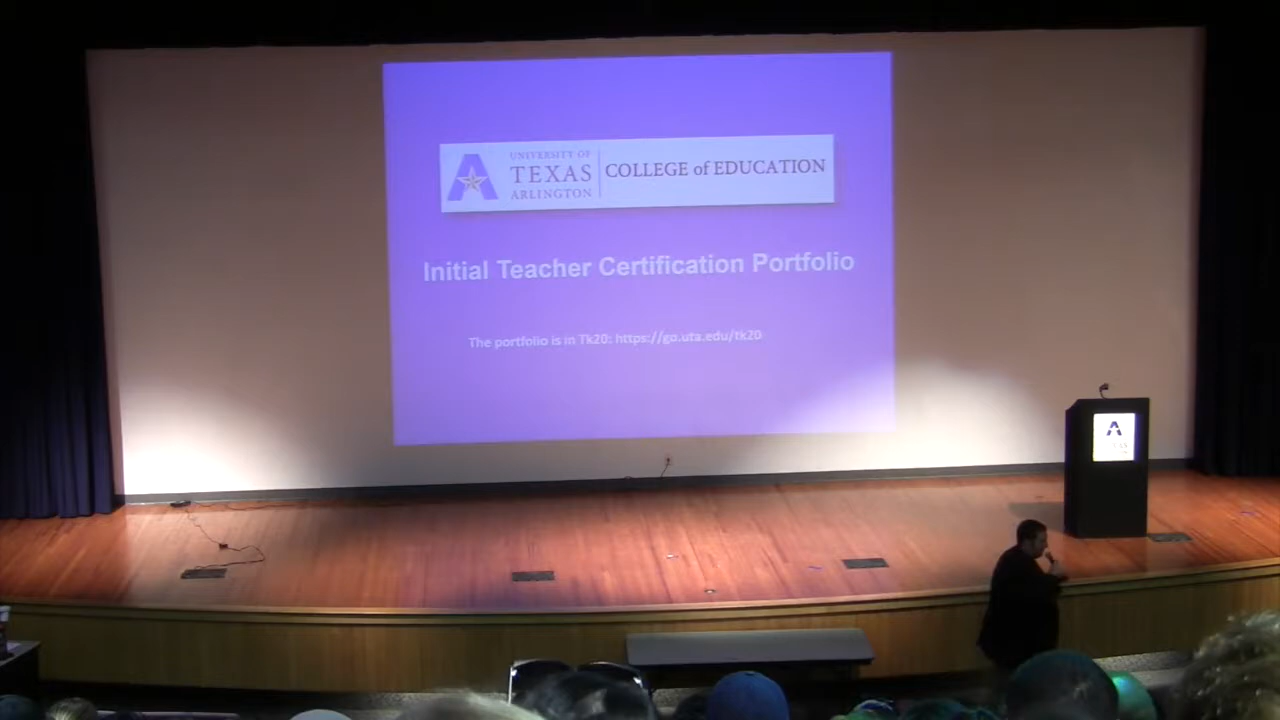 UNIVERSITY OF
TEXAS
ARLINGTON
COLLEGE of EDUCATION
Initial Teacher Certification Portfolio
The portfolio is in Tk20: https://go.uta.edu/tk20